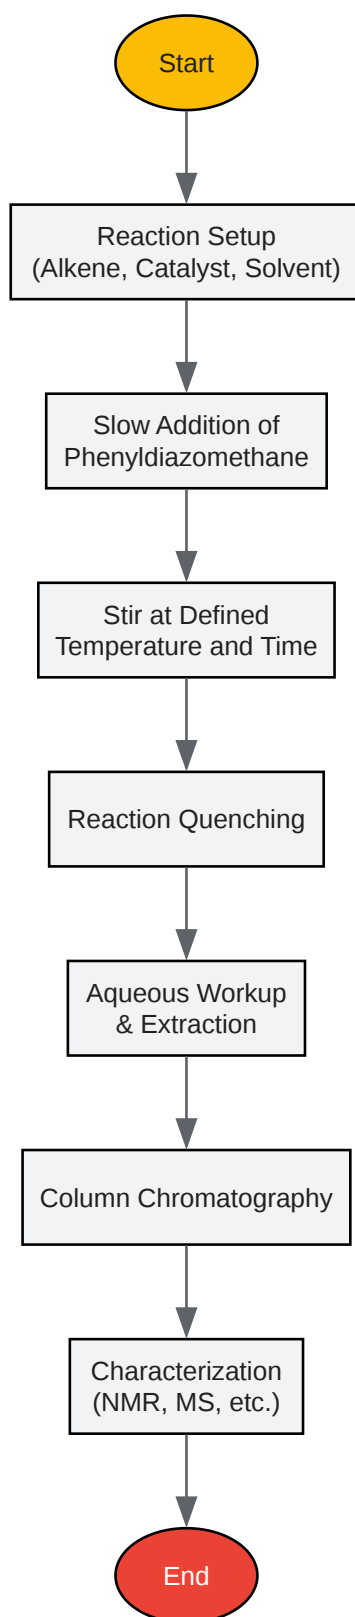 Start
Reaction Setup
(Alkene, Catalyst, Solvent)
Slow Addition of
Phenyldiazomethane
Stir at Defined
Temperature and Time
Reaction Quenching
Aqueous Workup
& Extraction
Column Chromatography
Characterization
(NMR, MS, etc.)
End